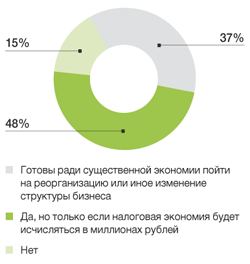 15%
37%
48%
Готовы ради существенной экономии пойти
на реорганизацию или иное изменение
структуры бизнеса
Да, но только если налоговая экономия будет
исчисляться в миллионах рублей
Нет